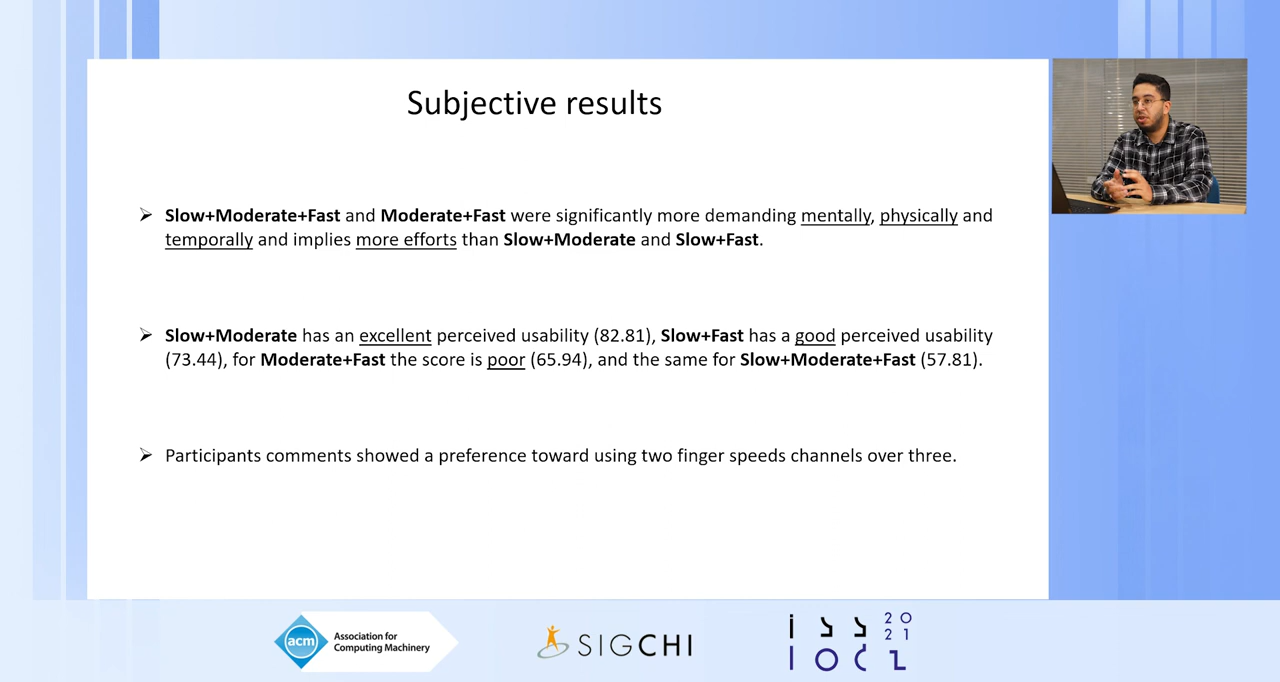 Subjective results
➢ Slow+Moderate+Fast and Moderate+Fast were significantly more demanding mentally, physically and
temporally and implies more efforts than Slow+Moderate and Slow+Fast.
➢ Slow+Moderate has an excellent perceived usability (82.81), Slow+Fast has a good perceived usability
(73.44), for Moderate+Fast the score is poor (65.94), and the same for Slow+Moderate+Fast (57.81).
➢ Participants comments showed a preference toward using two finger speeds channels over three.
acm
Association for
Computing Machinery
SIGCHI
iss
20
21